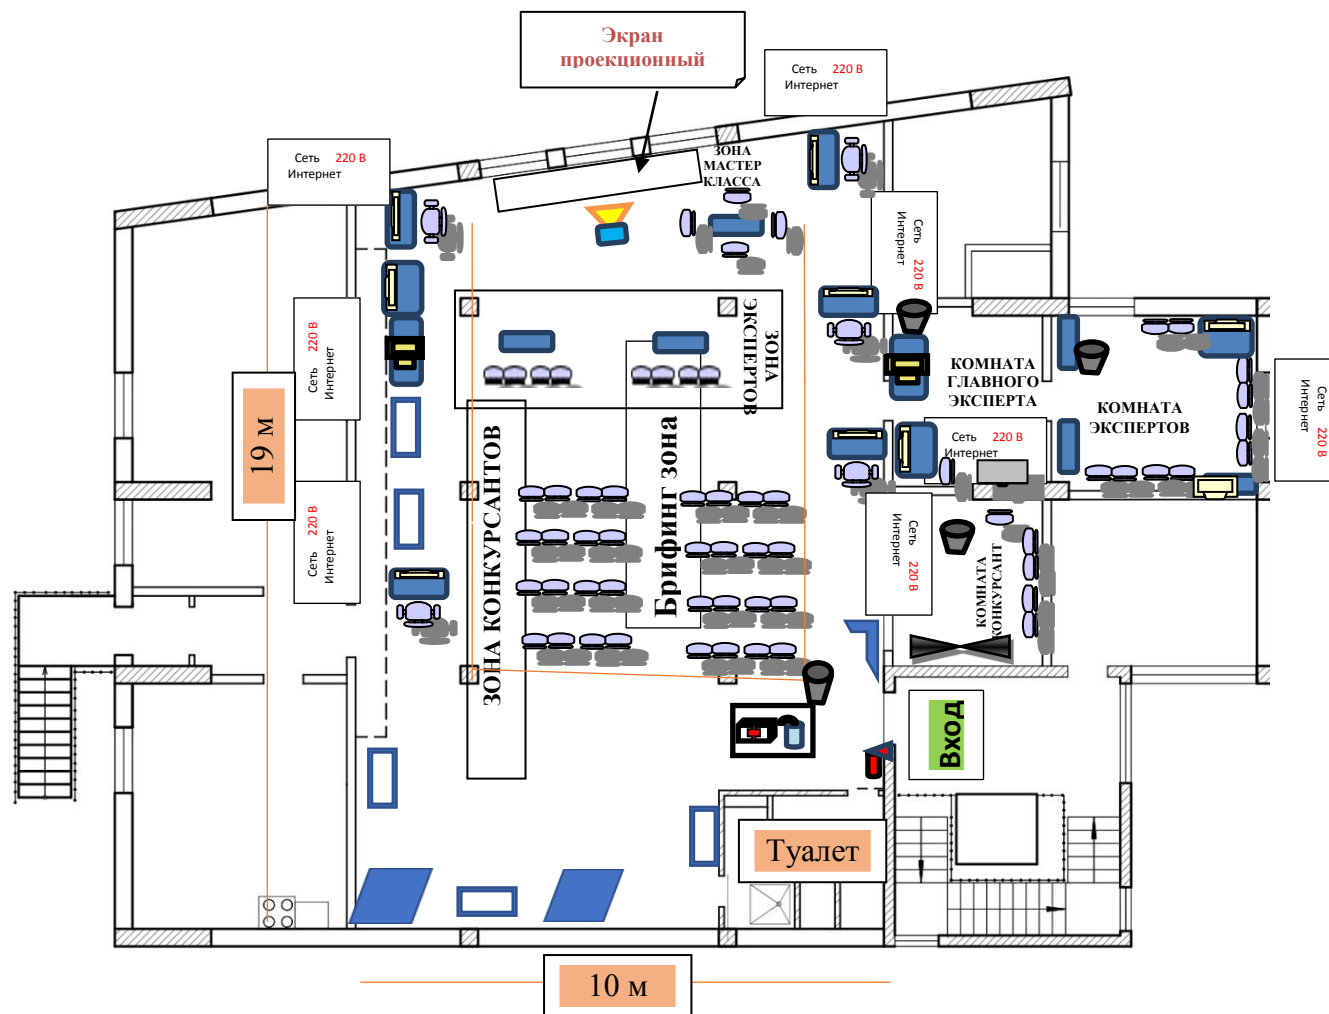 Экран
проекционный
Сеть 220 В
Интернет
Сеть 220 В
Интернет
ЗОНА
МАСТЕР
КЛАССА
Сеть 220 В
Интернет
Сеть 220 В
Интернет
ЗОНА
ЭКСПЕРТОВ
КОМНАТА
ГЛАВНОГО
ЭКСПЕРТА
КОМНАТА
ЭКСПЕРТОВ
Сеть 220 В
Интернет
19 м
ЗОНА КОНКУРСАНТОВ
Брифинг зона
Сеть 220 В
Интернет
Сеть 220 В
Интернет
Сеть 220 В
Интернет
КОМНАТА
КОНКУРСАНТ
Вход
Туалет
10 м